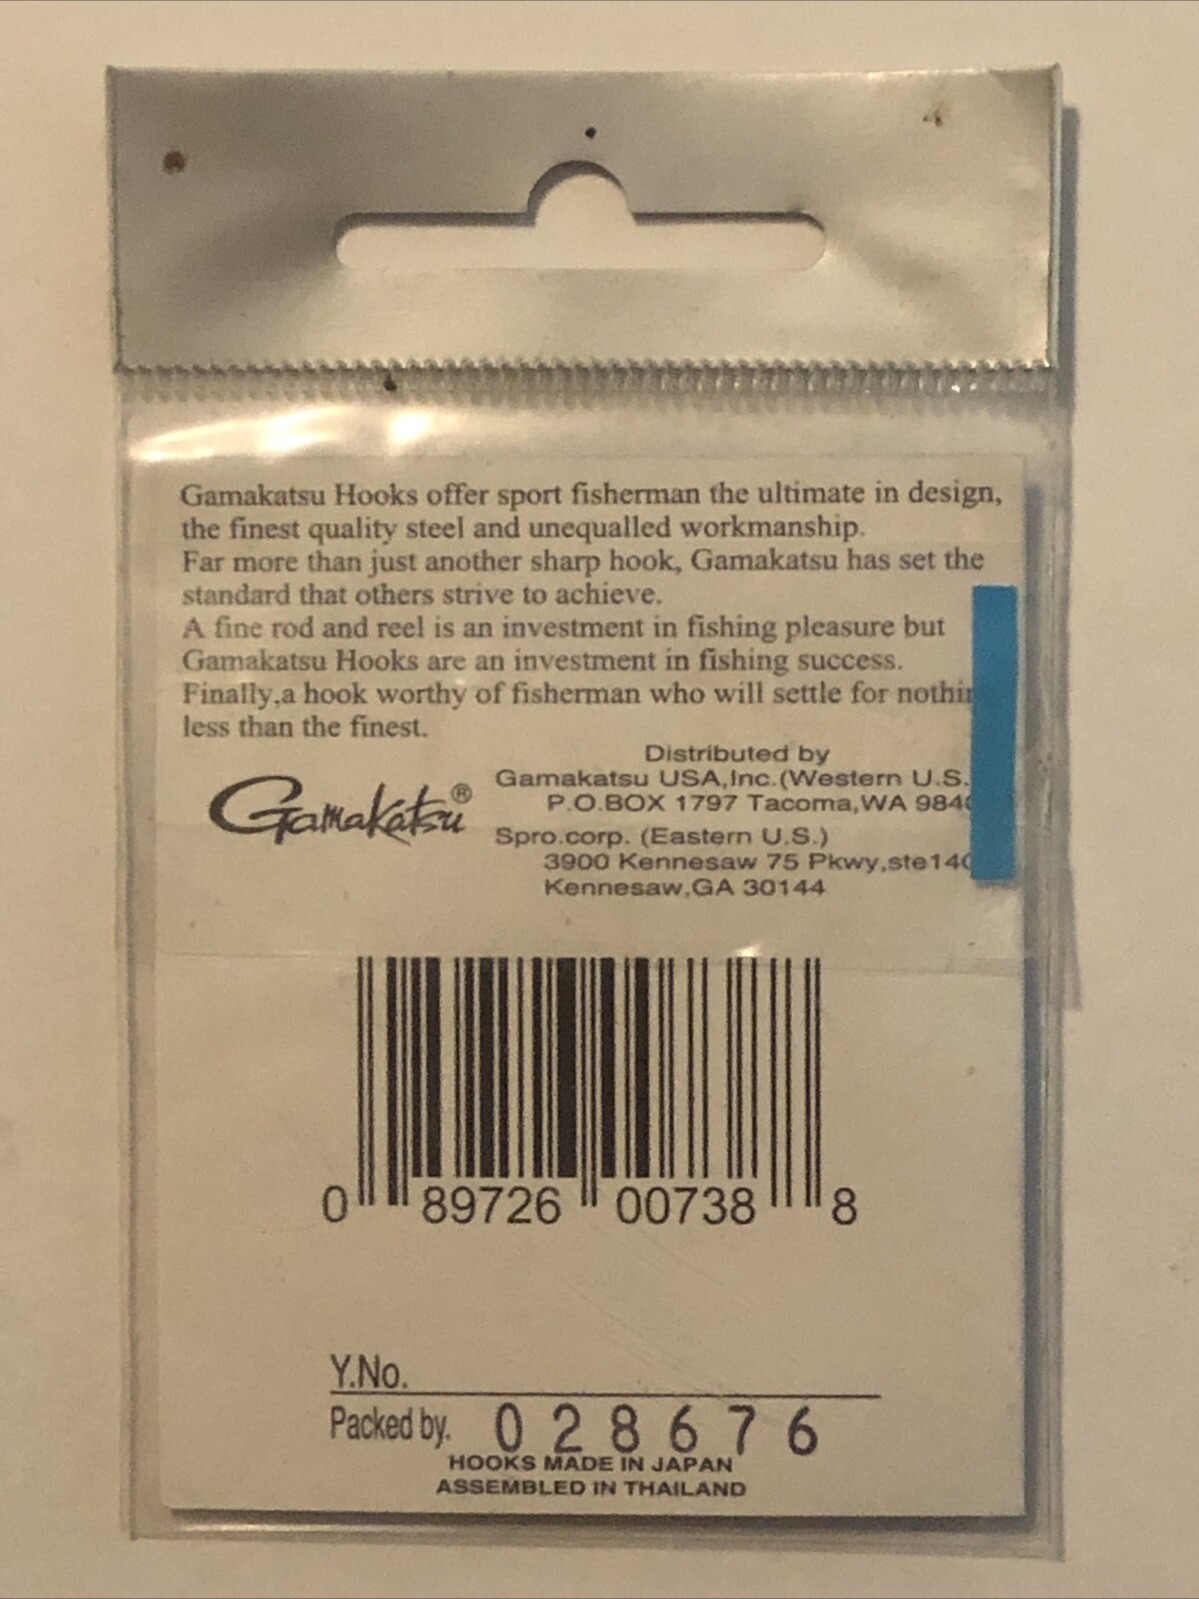 Gamakatsu Hooks offer sport fisherman the ultimate in design,
the finest quality steel and unequalled workmanship.
Far more than just another sharp hook, Gamakatsu has set the
standard that others strive to achieve.
A fine rod and reel is an investment in fishing pleasure but
Gamakatsu Hooks are an investment in fishing success.
Finally,a hook worthy of fisherman who will settle for
less than the finest.
Distributed by
Gamakatsu USA,Inc.(Western U.S.
P.O.BOX 1797 Tacoma,WA
Gamakatsu®
Spro.corp. (Eastern U.S.)
3900 Kennesaw 75 Pkwy,
Kennesaw,GA 30144
0 89726 00738 8
Y.No.
Packed by. 028676
HOOKS MADE IN JAPAN
ASSEMBLED IN THAILAND